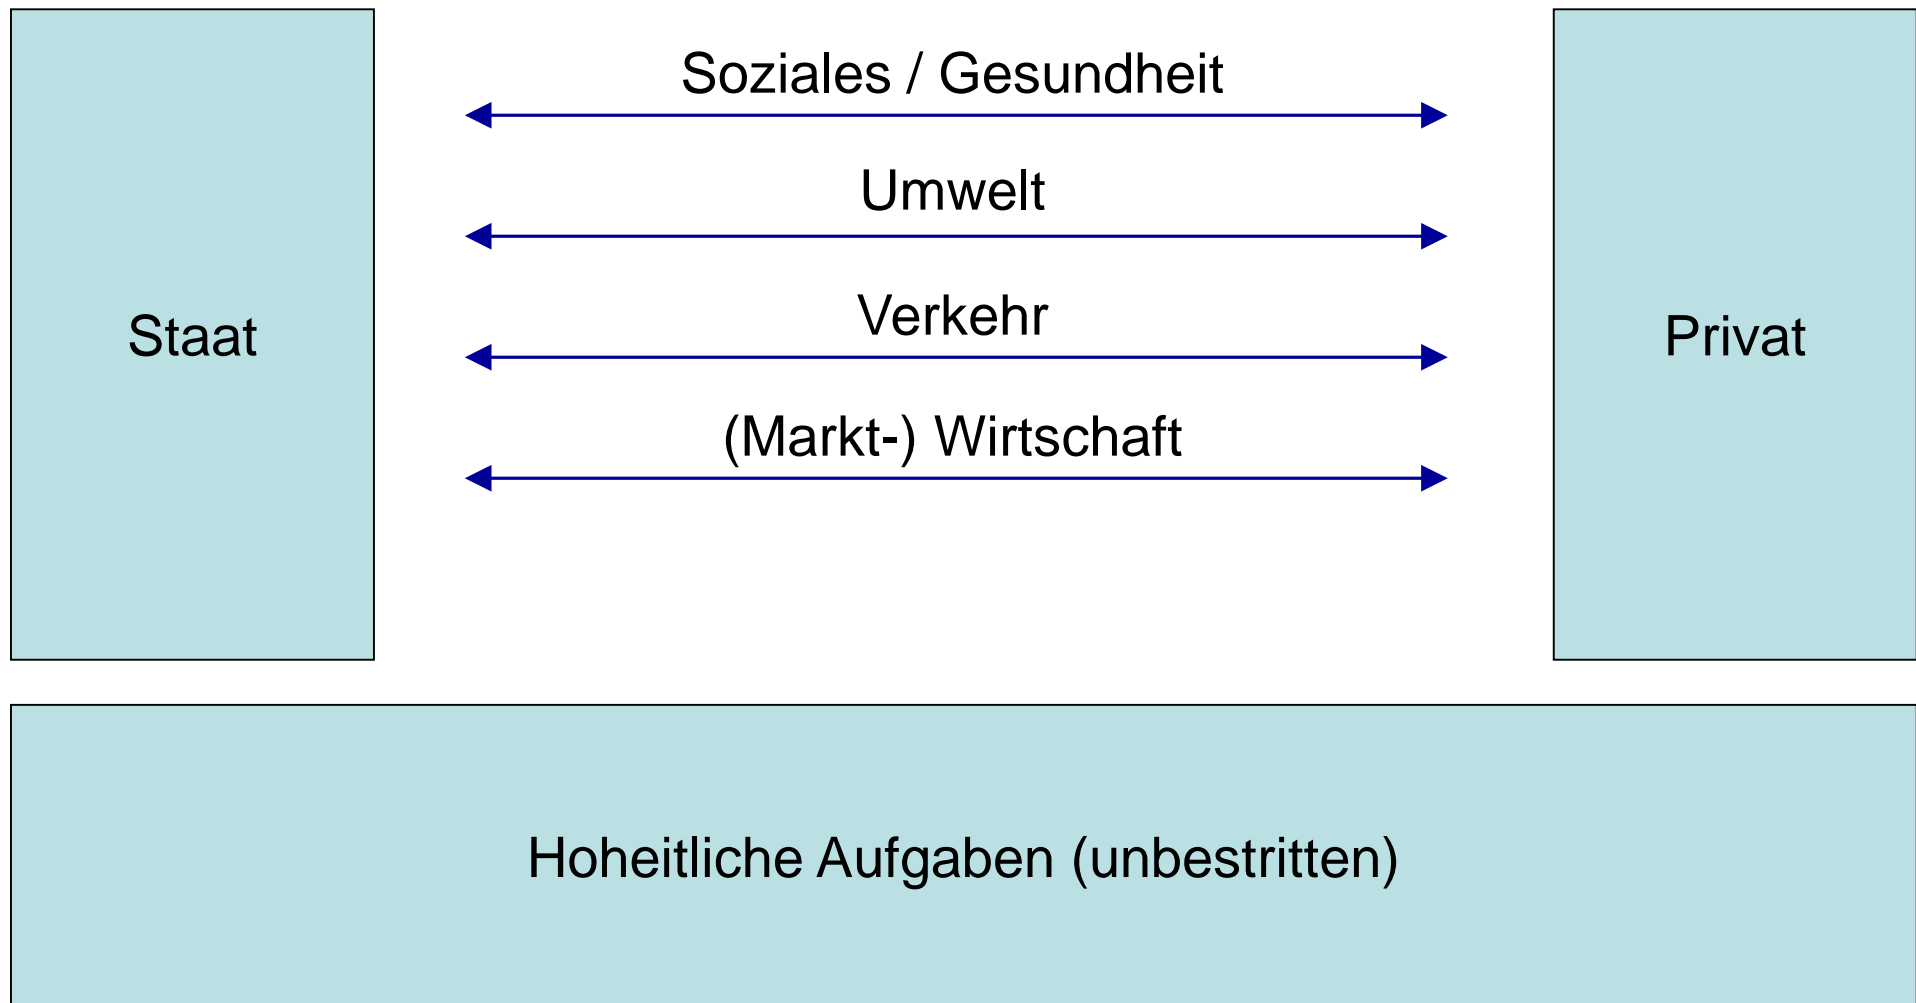 Soziales / Gesundheit
Umwelt
Verkehr
Staat
Privat
(Markt-) Wirtschaft
Hoheitliche Aufgaben (unbestritten)